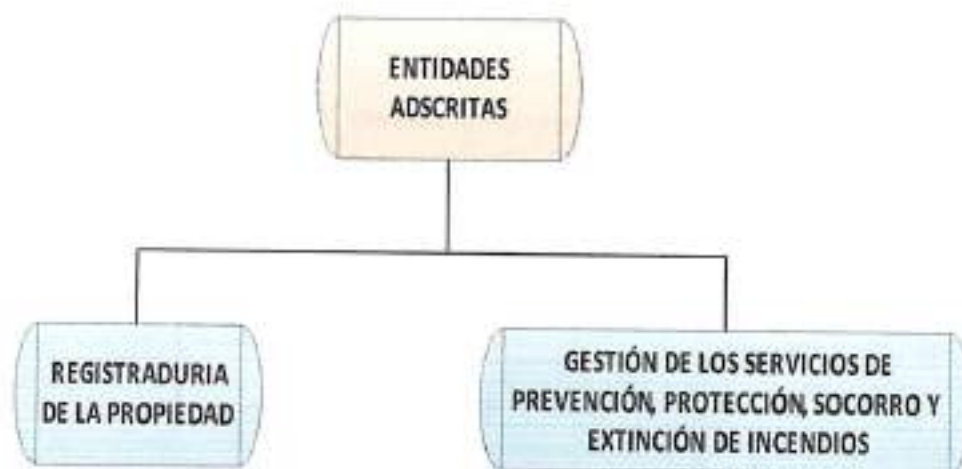 ENTIDADES
ADSCRITAS
REGISTRADURIA
DE LA PROPIEDAD
GESTIÓN DE LOS SERVICIOS DE
PREVENCIÓN, PROTECCIÓN, SOCORRO Y
EXTINCIÓN DE INCENDIOS